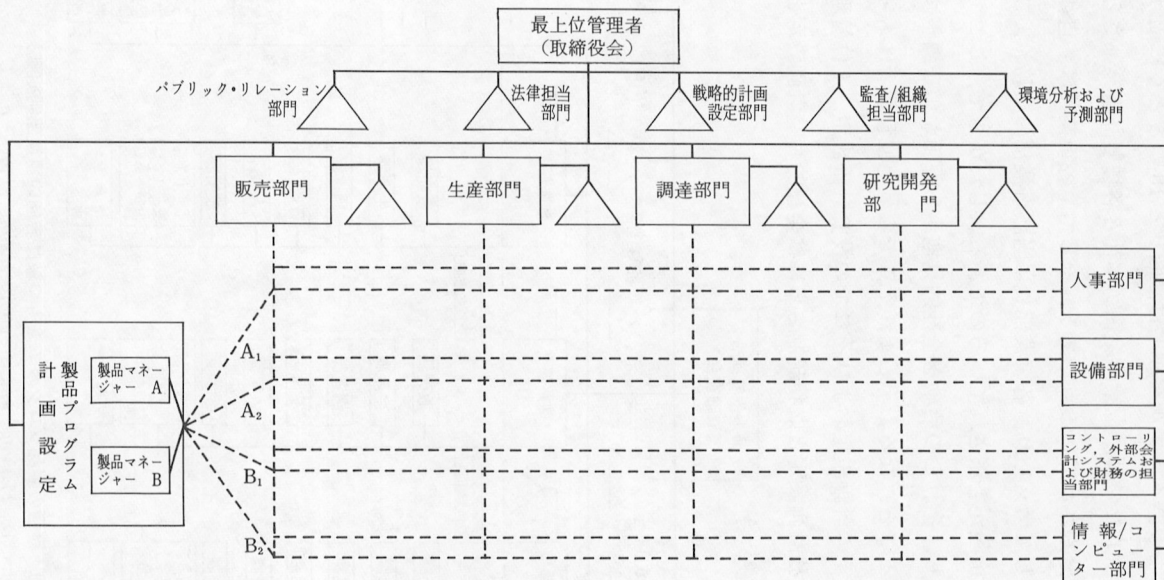 最上位管理者
(取締役会)
パブリック・リレーション
部門
法律担当
部門
戦略的計画
設定部門
監査/組織
担当部門
環境分析および
予測部門
販売部門
生産部門
調達部門
研究開発
部 門
人事部門
設備部門
コントローリ
ング,外部会
計システムお
よび財務の担
当部門
情報/コ
ンピュー
ター部門
製品プログラム
計画設定
製品マネー
ジャー A
製品マネー
ジャー B
A₁
A₂
B₁
B₂